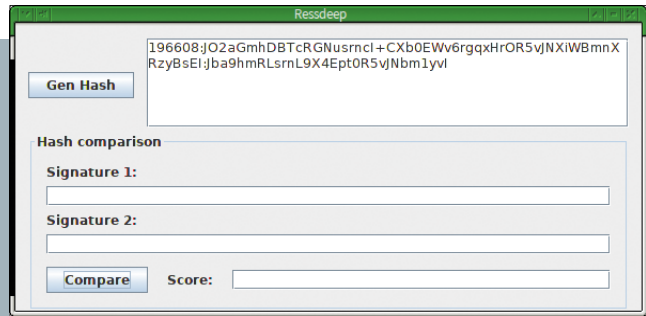 Ressdeep
196608:JO2aGmhDBTcRGNusrncI+CXb0EWv6rgqxHrOR5vJNXiWBmnX
RzyBsEI:Jba9hmRLsrnL9X4Ept0R5vJNbm1yvI
Gen Hash
Hash comparison
Signature 1:
Signature 2:
Compare
Score: